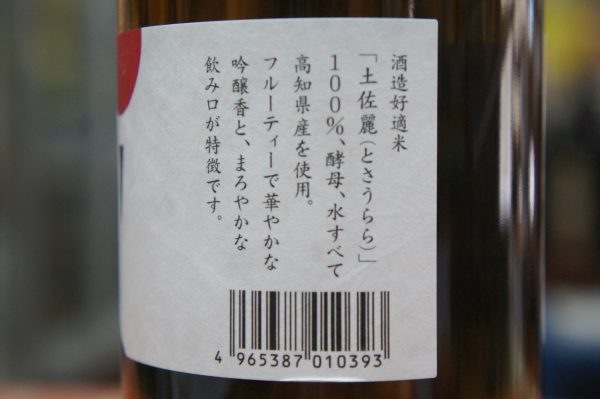 酒造好適米
「土佐麗(とさうらら)」
100%、酵母、水すべて
高知県産を使用。
フルーティーで華やかな
吟醸香と、まろやかな
飲み口が特徴です。
4 965387 010393